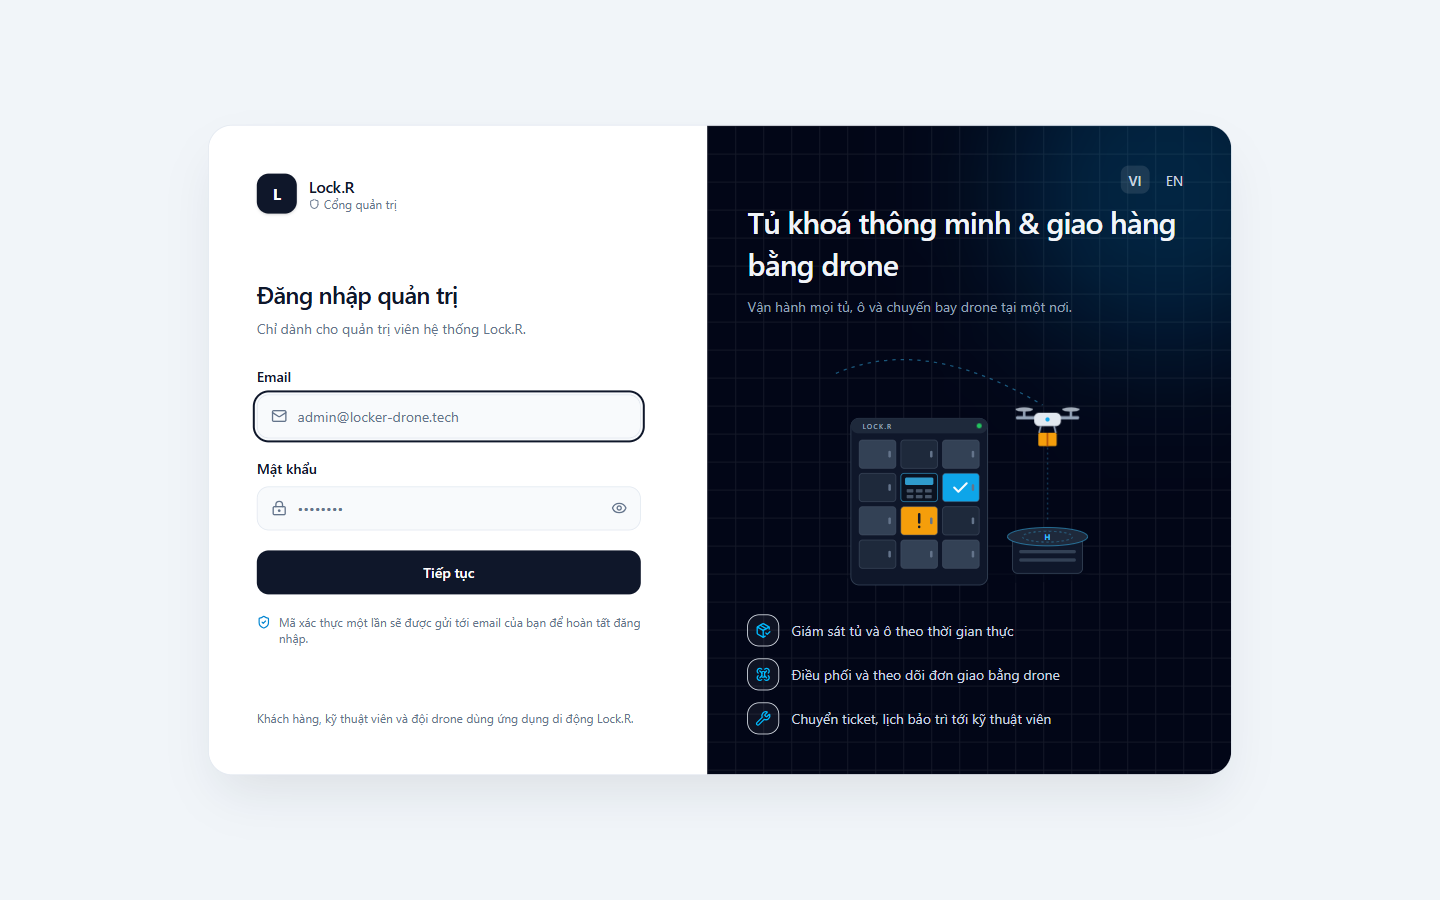 L
Lock.R
Cổng quản trị
Đăng nhập quản trị
Chỉ dành cho quản trị viên hệ thống Lock.R.
Email
admin@locker-drone.tech
Mật khẩu
••••••••
Tiếp tục
Mã xác thực một lần sẽ được gửi tới email của bạn để hoàn tất đăng
nhập.
Khách hàng, kỹ thuật viên và đội drone dùng ứng dụng di động Lock.R.
VI EN
Tủ khoá thông minh & giao hàng
bằng drone
Vận hành mọi tủ, ô và chuyến bay drone tại một nơi.
LOCK.R
!
H
Giám sát tủ và ô theo thời gian thực
Điều phối và theo dõi đơn giao bằng drone
Chuyển ticket, lịch bảo trì tới kỹ thuật viên